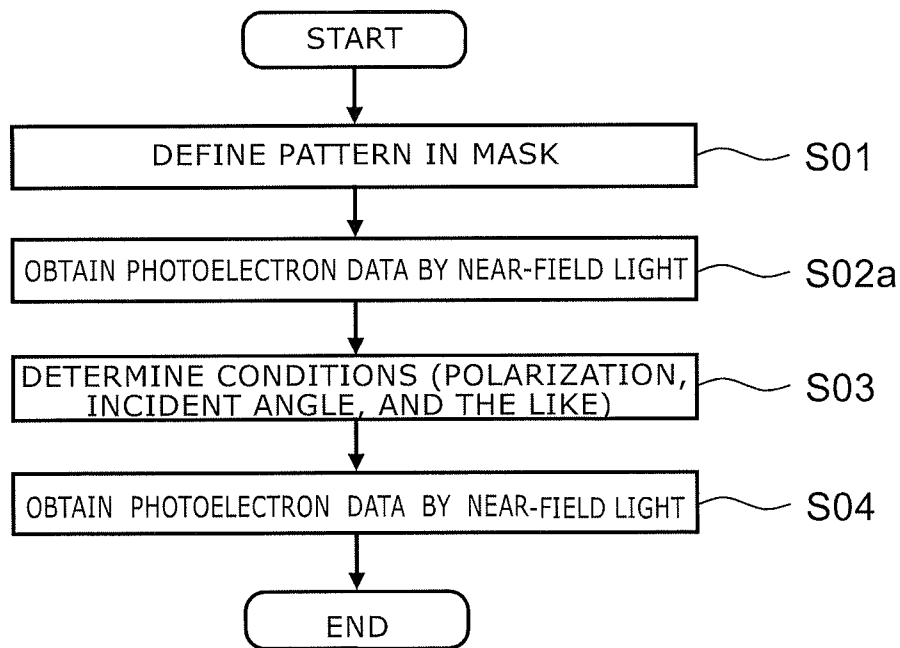 START
DEFINE PATTERN IN MASK
S01
OBTAIN PHOTOELECTRON DATA BY NEAR-FIELD LIGHT
S02a
DETERMINE CONDITIONS (POLARIZATION,
INCIDENT ANGLE, AND THE LIKE)
S03
OBTAIN PHOTOELECTRON DATA BY NEAR-FIELD LIGHT
S04
END